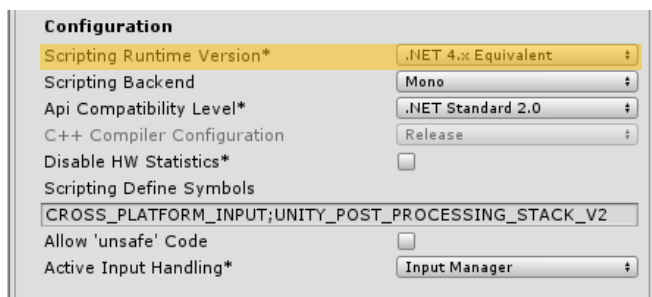 Configuration
Scripting Runtime Version* .NET 4.x Equivalent
Scripting Backend Mono
Api Compatibility Level* .NET Standard 2.0
C++ Compiler Configuration Release
Disable HW Statistics*
Scripting Define Symbols
CROSS_PLATFORM_INPUT;UNITY_POST_PROCESSING_STACK_V2
Allow 'unsafe' Code
Active Input Handling* Input Manager